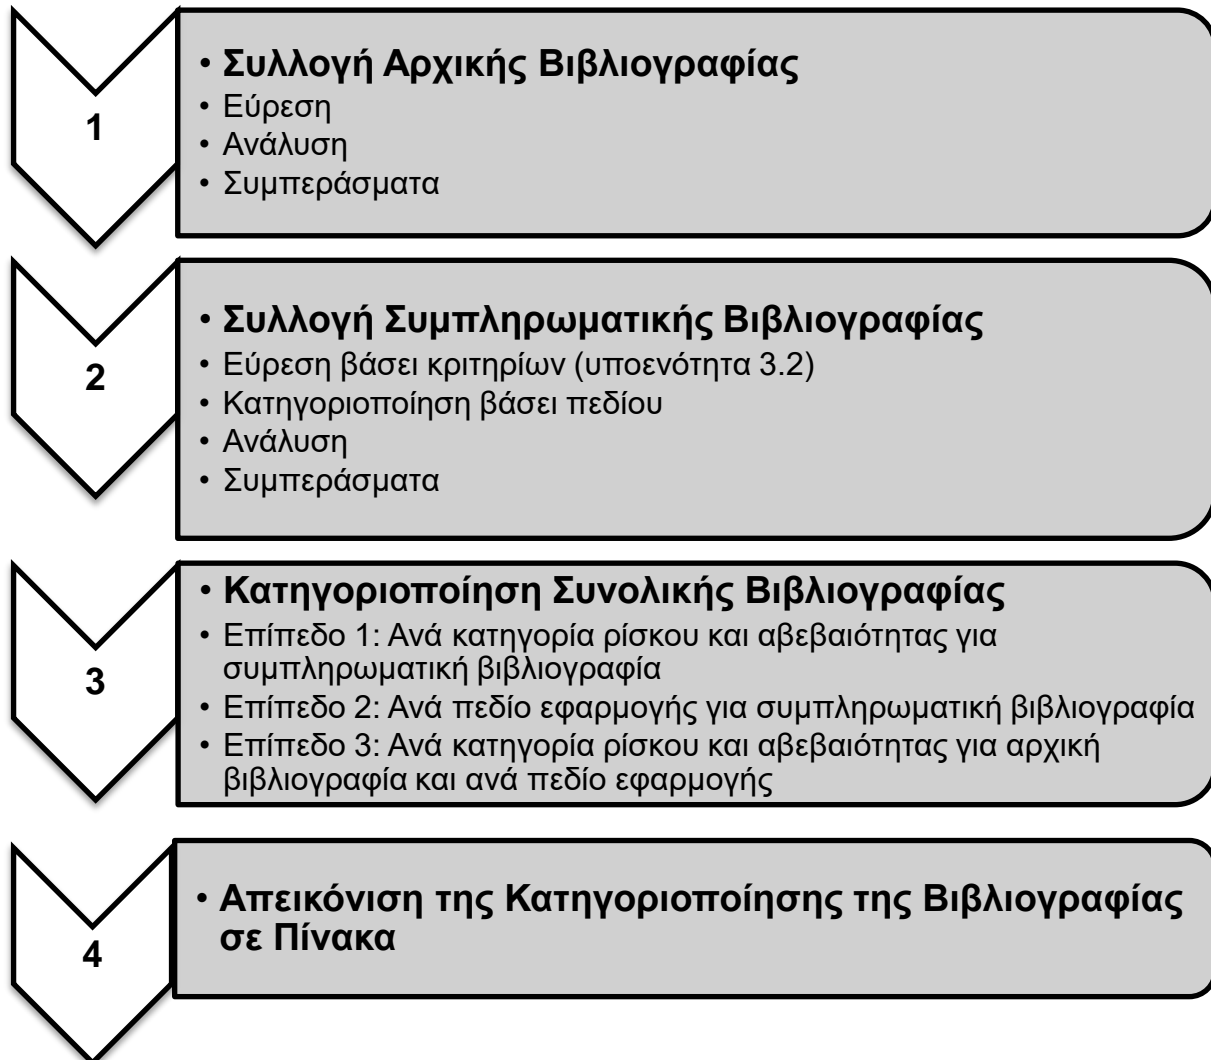 1
• Συλλογή Αρχικής Βιβλιογραφίας
• Εύρεση
• Ανάλυση
• Συμπεράσματα
2
• Συλλογή Συμπληρωματικής Βιβλιογραφίας
• Εύρεση βάσει κριτηρίων (υποενότητα 3.2)
• Κατηγοριοποίηση βάσει πεδίου
• Ανάλυση
• Συμπεράσματα
3
• Κατηγοριοποίηση Συνολικής Βιβλιογραφίας
• Επίπεδο 1: Ανά κατηγορία ρίσκου και αβεβαιότητας για
συμπληρωματική βιβλιογραφία
• Επίπεδο 2: Ανά πεδίο εφαρμογής για συμπληρωματική βιβλιογραφία
• Επίπεδο 3: Ανά κατηγορία ρίσκου και αβεβαιότητας για αρχική
βιβλιογραφία και ανά πεδίο εφαρμογής
4
• Απεικόνιση της Κατηγοριοποίησης της Βιβλιογραφίας
σε Πίνακα